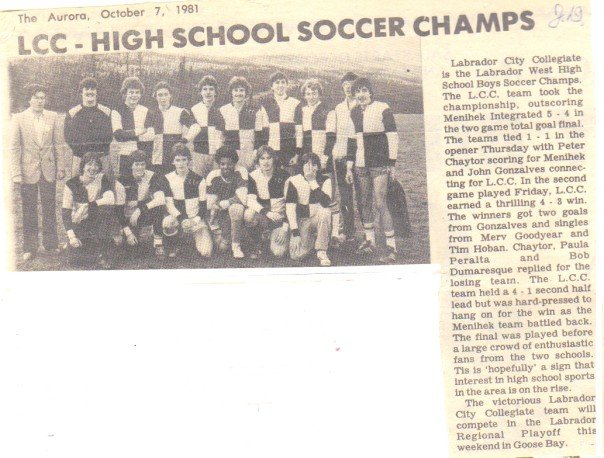 The Aurora, October 7, 1981
LCC - HIGH SCHOOL SOCCER CHAMPS
Labrador City Collegiate
is the Labrador West High
School Boys Soccer Champs.
The L.C.C. team took the
championship, outscoring
Menihek Integrated 5 - 4 in
the two game total goal final.
The teams tied 1 - 1 in the
opener Thursday with Peter
Chaytor scoring for Menihek
and John Gonzalves connec-
ting for L.C.C. In the second
game played Friday, L.C.C.
earned a thrilling 4 - 3 win.
The winners got two goals
from Gonzalves and singles
from Merv Goodyear and
Tim Hoban. Chaytor, Paula
Peralta and Bob
Dumaresque replied for the
losing team. The L.C.C.
team held a 4 - 1 second half
lead but was hard-pressed to
hang on for the win as the
Menihek team battled back.
The final was played before
a large crowd of enthusiastic
fans from the two schools.
Tis is 'hopefully' a sign that
interest in high school sports
in the area is on the rise.
The victorious Labrador
City Collegiate team will
compete in the Labrador
Regional Playoff this
weekend in Goose Bay.